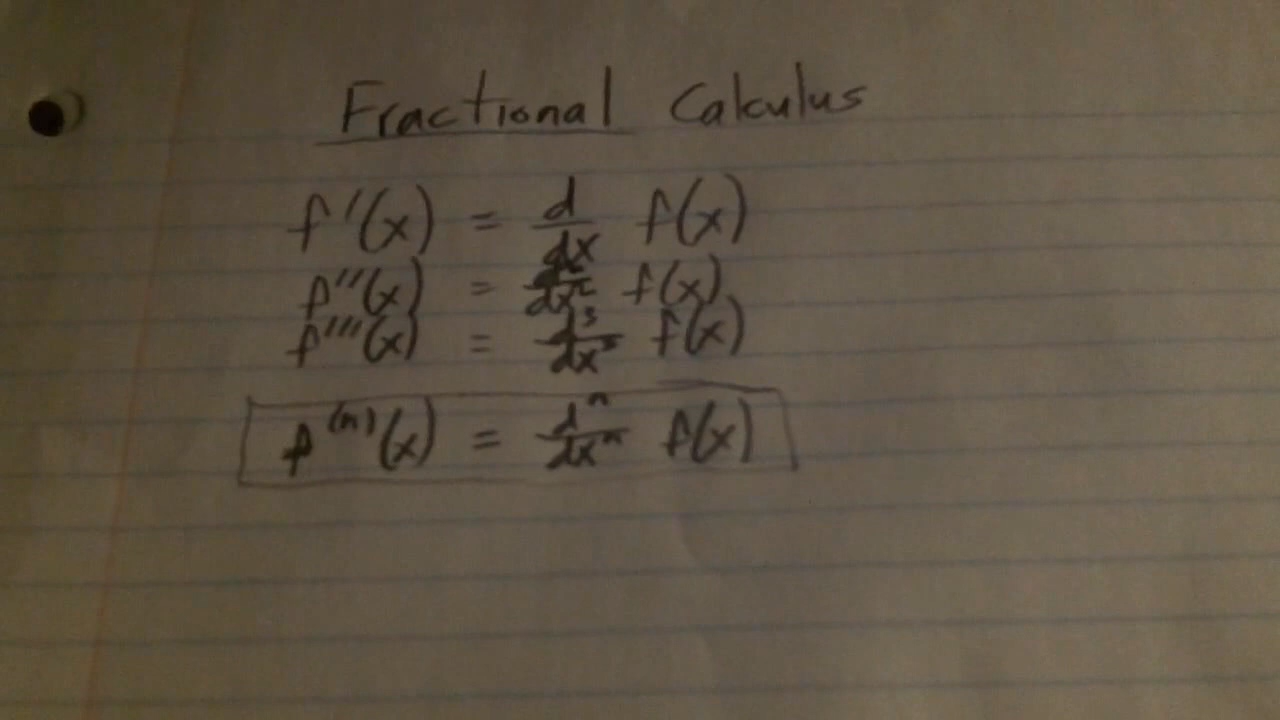 Fractional Calculus
f'(x) = d/dx f(x)
f''(x) = d²/dx² f(x)
f'''(x) = d³/dx³ f(x)
f⁽ⁿ⁾(x) = dⁿ/dxⁿ f(x)